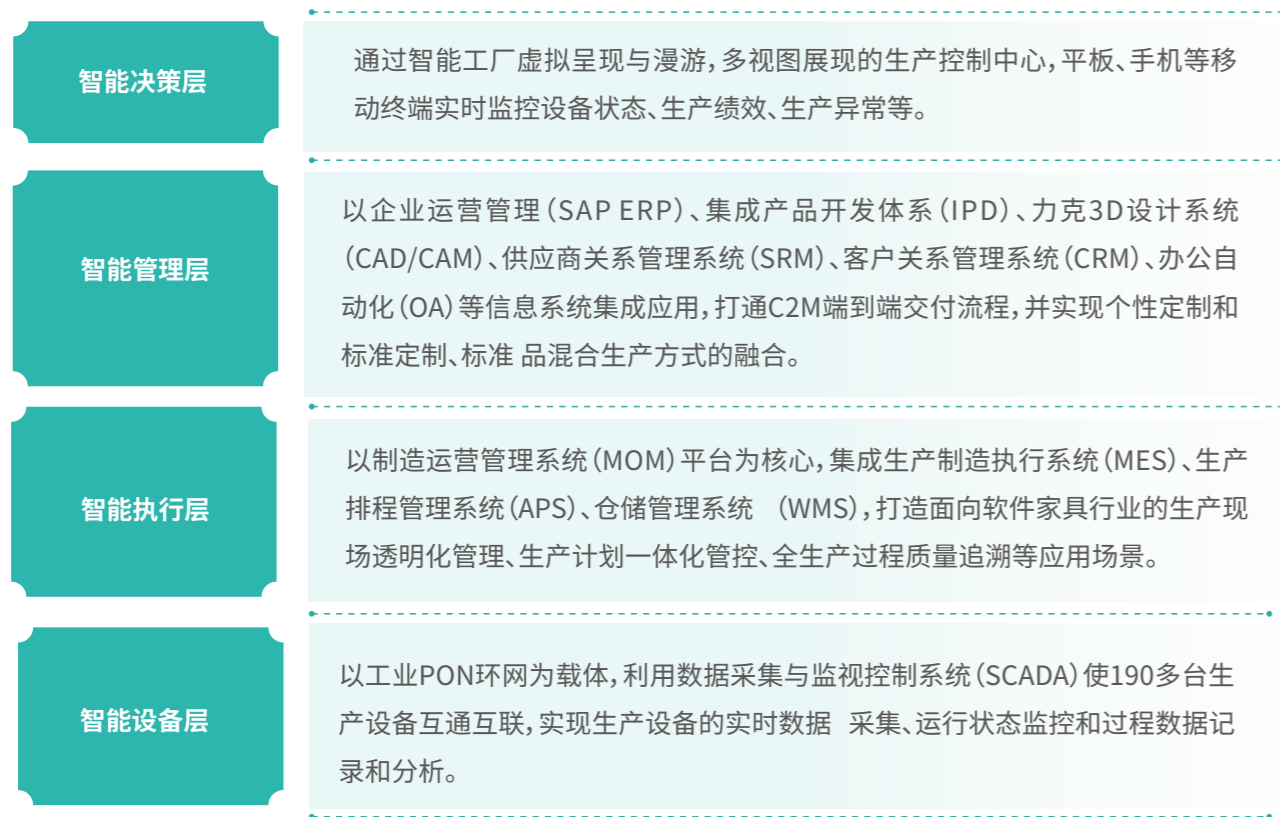 智能决策层
通过智能工厂虚拟呈现与漫游，多视图展现的生产控制中心，平板、手机等移
动终端实时监控设备状态、生产绩效、生产异常等。
智能管理层
以企业运营管理（SAP ERP）、集成产品开发体系（IPD）、力克3D设计系统
（CAD/CAM）、供应商关系管理系统（SRM）、客户关系管理系统（CRM）、办公自
动化（OA）等信息系统集成应用，打通C2M端到端交付流程，并实现个性定制和
标准定制、标准 品混合生产方式的融合。
智能执行层
以制造运营管理系统（MOM）平台为核心，集成生产制造执行系统（MES）、生产
排程管理系统（APS）、仓储管理系统 （WMS），打造面向软件家具行业的生产现
场透明化管理、生产计划一体化管控、全生产过程质量追溯等应用场景。
智能设备层
以工业PON环网为载体，利用数据采集与监视控制系统（SCADA）使190多台生
产设备互通互联，实现生产设备的实时数据 采集、运行状态监控和过程数据记
录和分析。